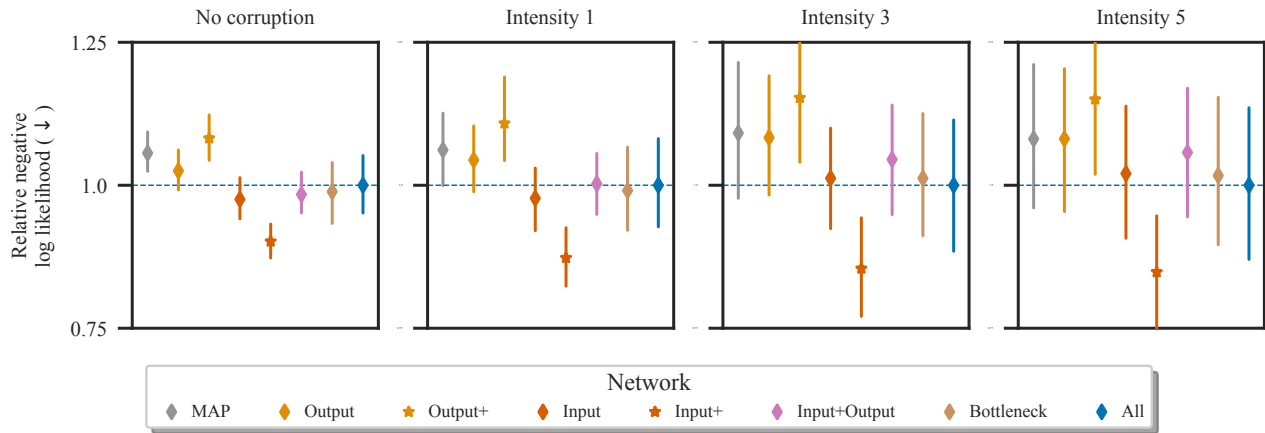 No corruption
Intensity 1
Intensity 3
Intensity 5
Relative negative
log likelihood (↓)
1.25
1.0
0.75
Network
MAP Output Output+ Input Input+ Input+Output Bottleneck All